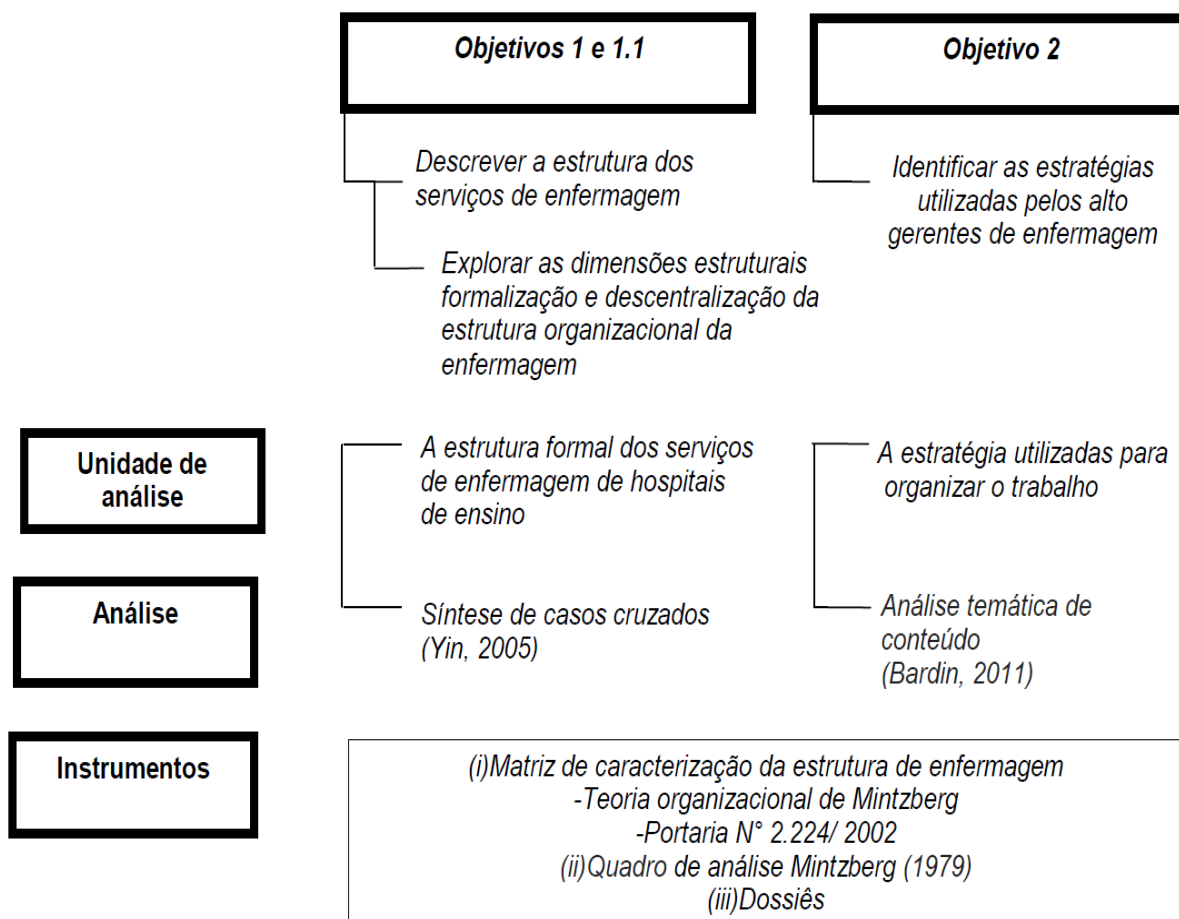 Objetivos 1 e 1.1
Objetivo 2
Descrever a estrutura dos
serviços de enfermagem
Explorar as dimensões estruturais
formalização e descentralização da
estrutura organizacional da
enfermagem
Identificar as estratégias
utilizadas pelos alto
gerentes de enfermagem
Unidade de
análise
A estrutura formal dos serviços
de enfermagem de hospitais
de ensino
A estratégia utilizadas para
organizar o trabalho
Análise
Síntese de casos cruzados
(Yin, 2005)
Análise temática de
conteúdo
(Bardin, 2011)
Instrumentos
(i)Matriz de caracterização da estrutura de enfermagem
-Teoria organizacional de Mintzberg
-Portaria N° 2.224/ 2002
(ii)Quadro de análise Mintzberg (1979)
(iii)Dossiês